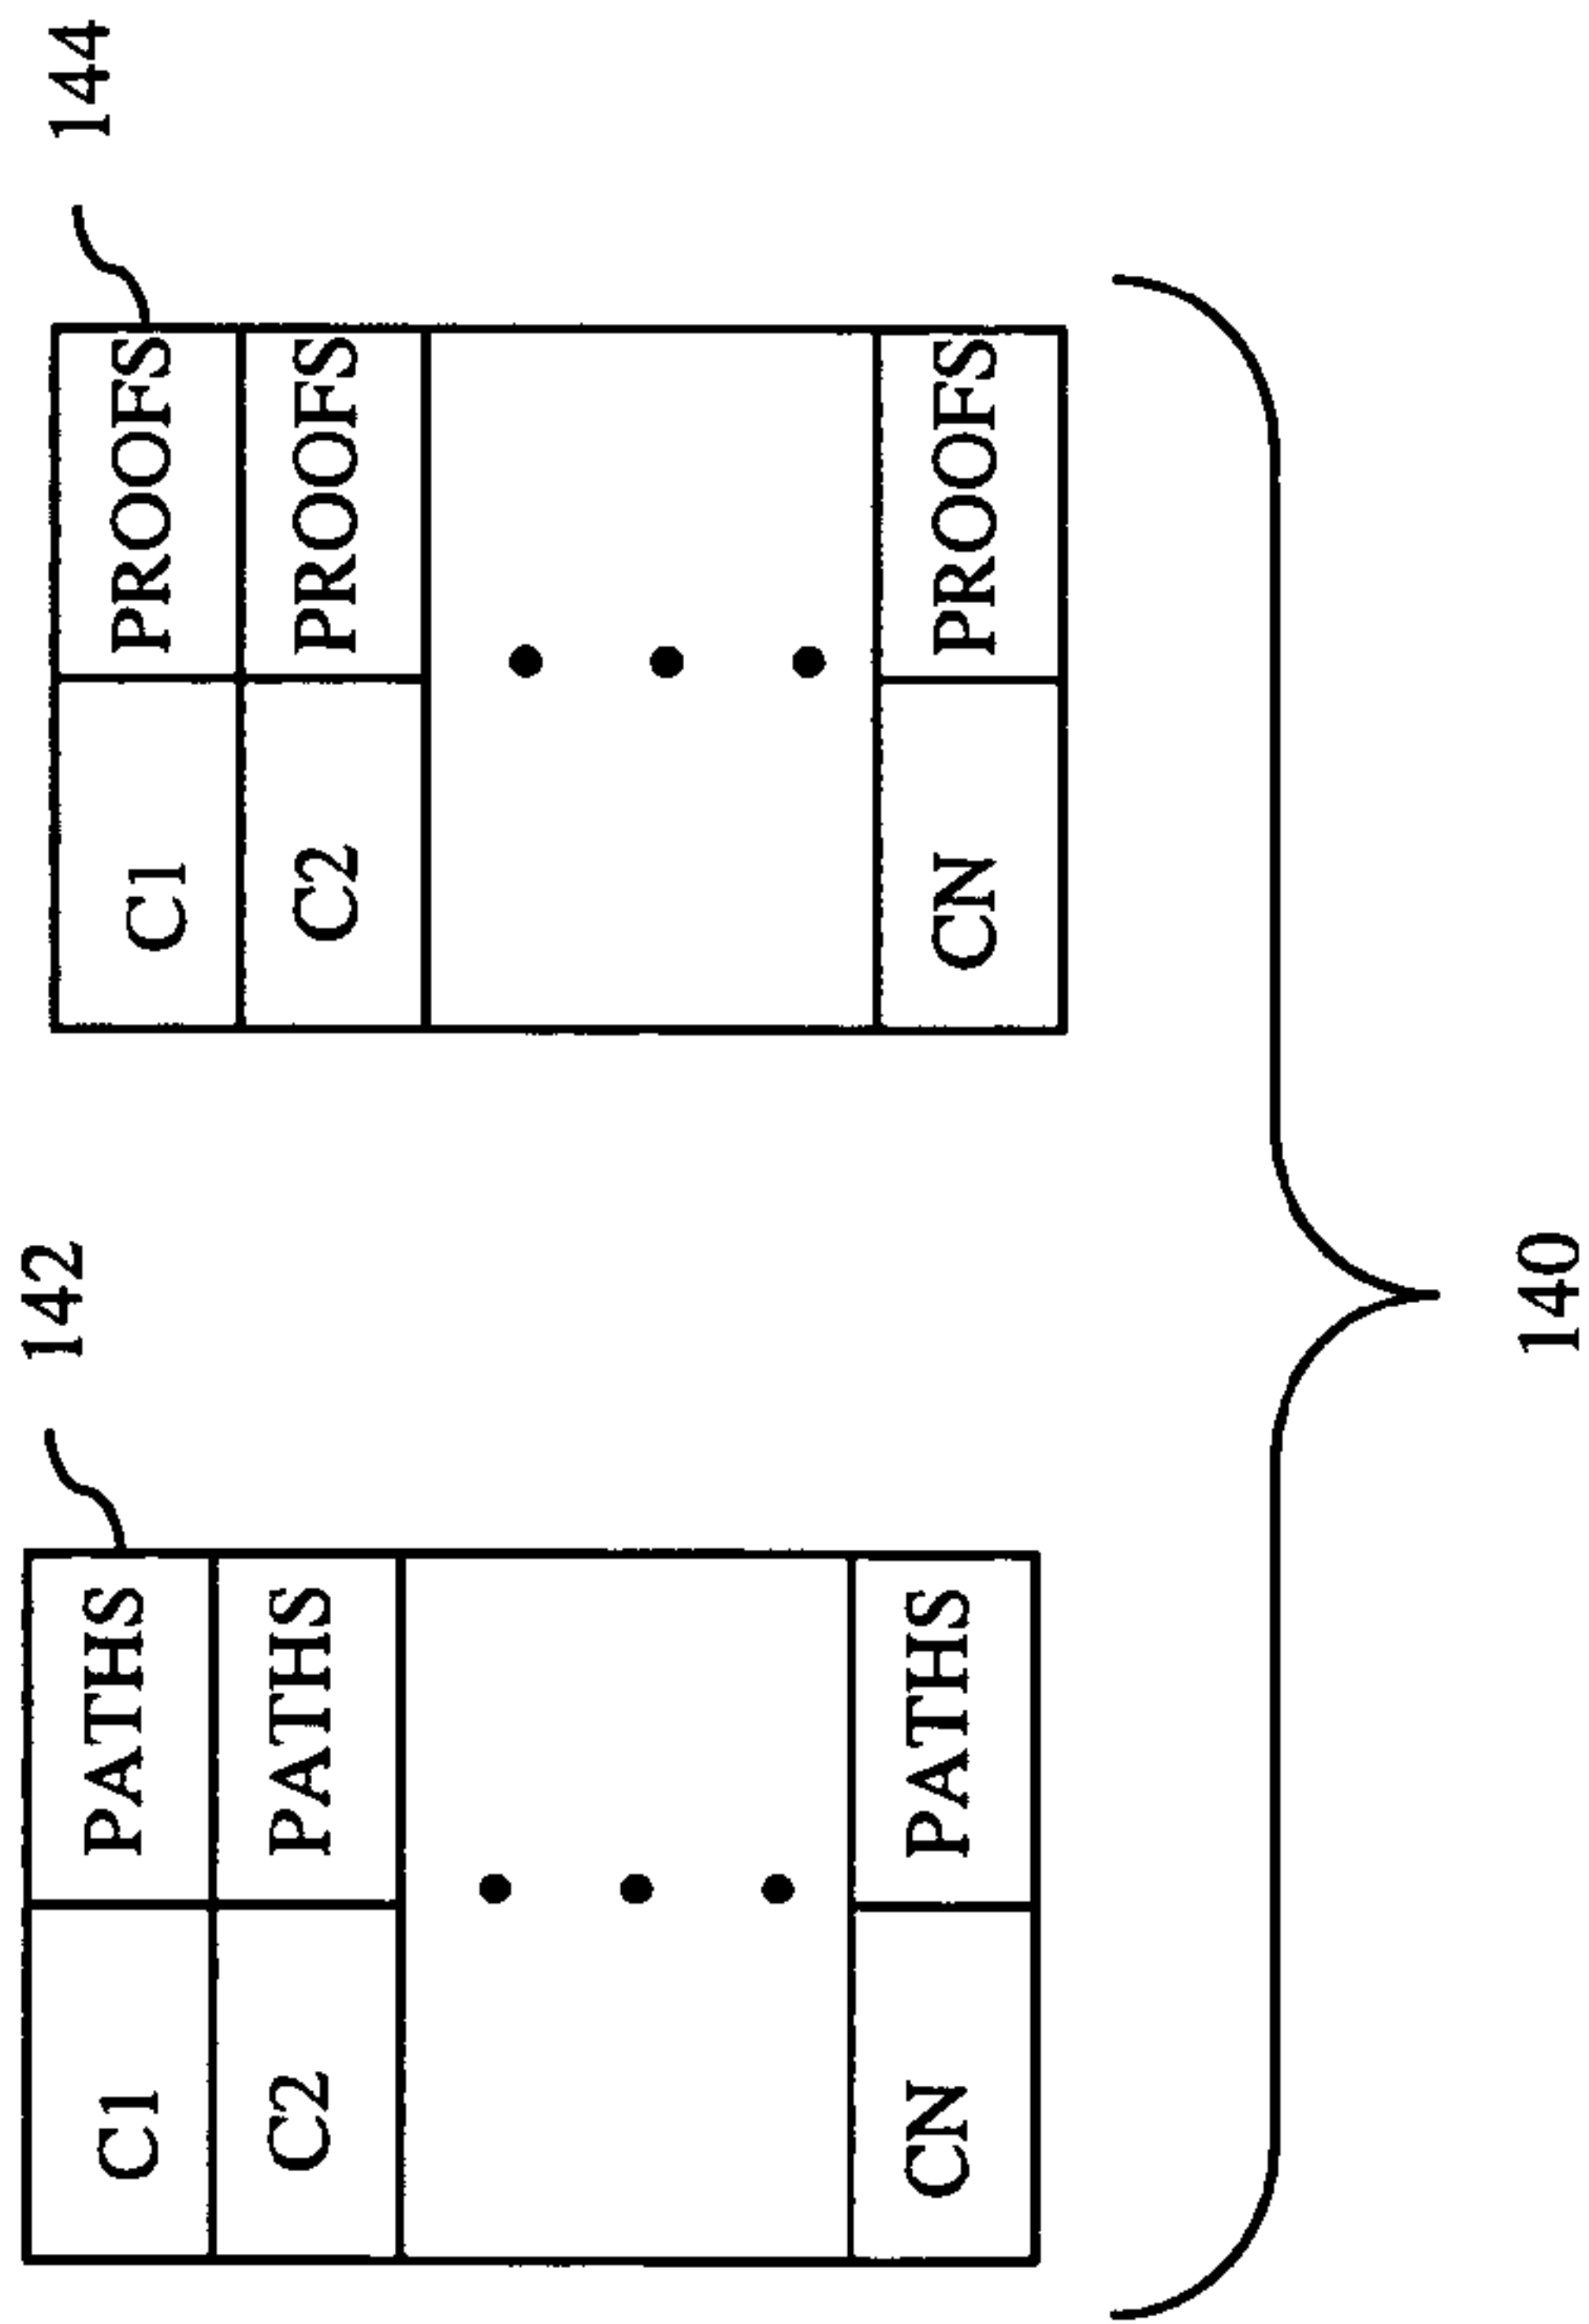 142
C1 PATHS
C2 PATHS
CN PATHS
144
C1 PROOFS
C2 PROOFS
CN PROOFS
140